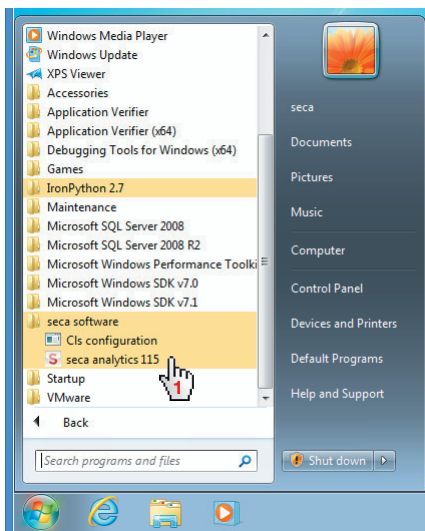 Windows Media Player
Windows Update
XPS Viewer
Accessories
Application Verifier
Application Verifier (x64)
Debugging Tools for Windows (x64)
Games
IronPython 2.7
Maintenance
Microsoft SQL Server 2008
Microsoft SQL Server 2008 R2
Microsoft Windows Performance Toolki
Microsoft Windows SDK v7.0
Microsoft Windows SDK v7.1
seca software
Cls configuration
S seca analytics 115
1
Startup
VMware
Back
Search programs and files
seca
Documents
Pictures
Music
Computer
Control Panel
Devices and Printers
Default Programs
Help and Support
Shut down